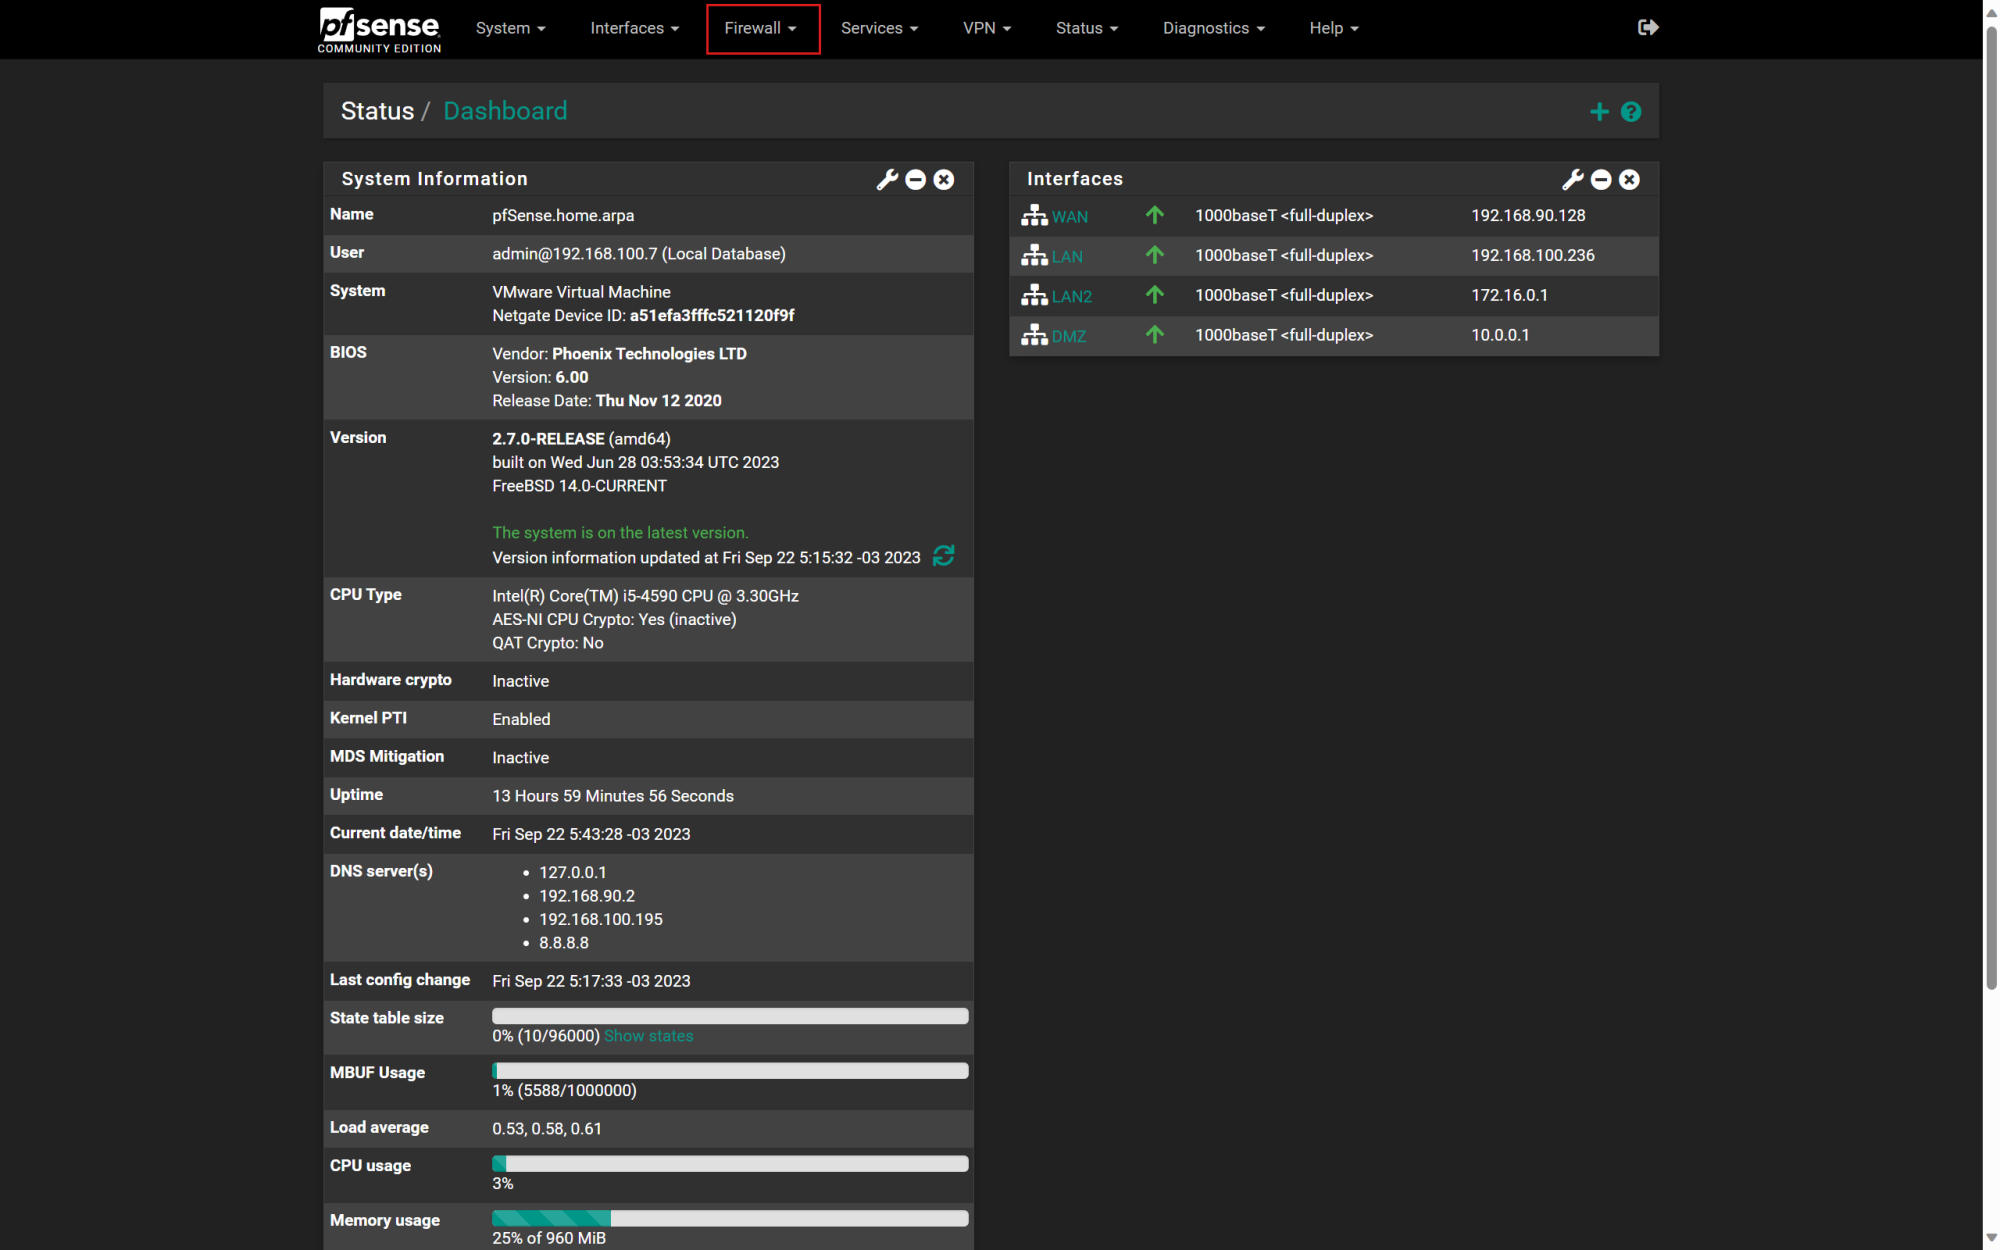 pfsense
COMMUNITY EDITION
System
Interfaces
Firewall
Services
VPN
Status
Diagnostics
Help
Status / Dashboard
System Information
Name pfSense.home.arpa
User admin@192.168.100.7 (Local Database)
System VMware Virtual Machine
Netgate Device ID: a51efa3fffc521120f9f
BIOS Vendor: Phoenix Technologies LTD
Version: 6.00
Release Date: Thu Nov 12 2020
Version 2.7.0-RELEASE (amd64)
built on Wed Jun 28 03:53:34 UTC 2023
FreeBSD 14.0-CURRENT
The system is on the latest version.
Version information updated at Fri Sep 22 5:15:32 -03 2023
CPU Type Intel(R) Core(TM) i5-4590 CPU @ 3.30GHz
AES-NI CPU Crypto: Yes (inactive)
QAT Crypto: No
Hardware crypto Inactive
Kernel PTI Enabled
MDS Mitigation Inactive
Uptime 13 Hours 59 Minutes 56 Seconds
Current date/time Fri Sep 22 5:43:28 -03 2023
DNS server(s)
• 127.0.0.1
• 192.168.90.2
• 192.168.100.195
• 8.8.8.8
Last config change Fri Sep 22 5:17:33 -03 2023
State table size
0% (10/96000) Show states
MBUF Usage
1% (5588/1000000)
Load average 0.53, 0.58, 0.61
CPU usage
3%
Memory usage
25% of 960 MiB
Interfaces
WAN 1000baseT <full-duplex> 192.168.90.128
LAN 1000baseT <full-duplex> 192.168.100.236
LAN2 1000baseT <full-duplex> 172.16.0.1
DMZ 1000baseT <full-duplex> 10.0.0.1